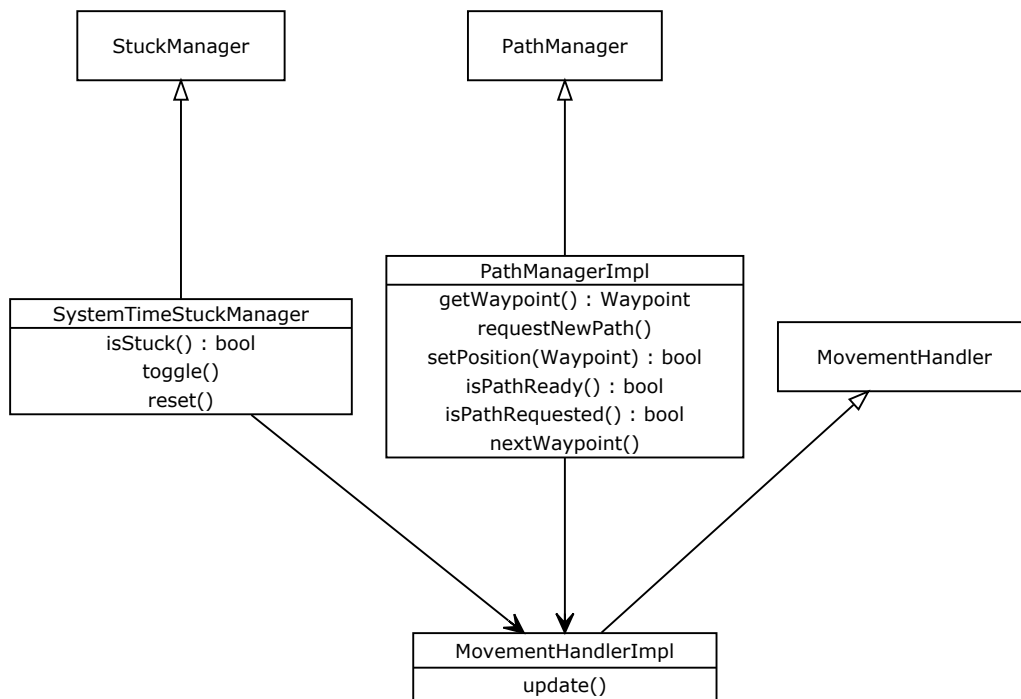 StuckManager
PathManager
SystemTimeStuckManager
isStuck() : bool
toggle()
reset()
PathManagerImpl
getWaypoint() : Waypoint
requestNewPath()
setPosition(Waypoint) : bool
isPathReady() : bool
isPathRequested() : bool
nextWaypoint()
MovementHandler
MovementHandlerImpl
update()